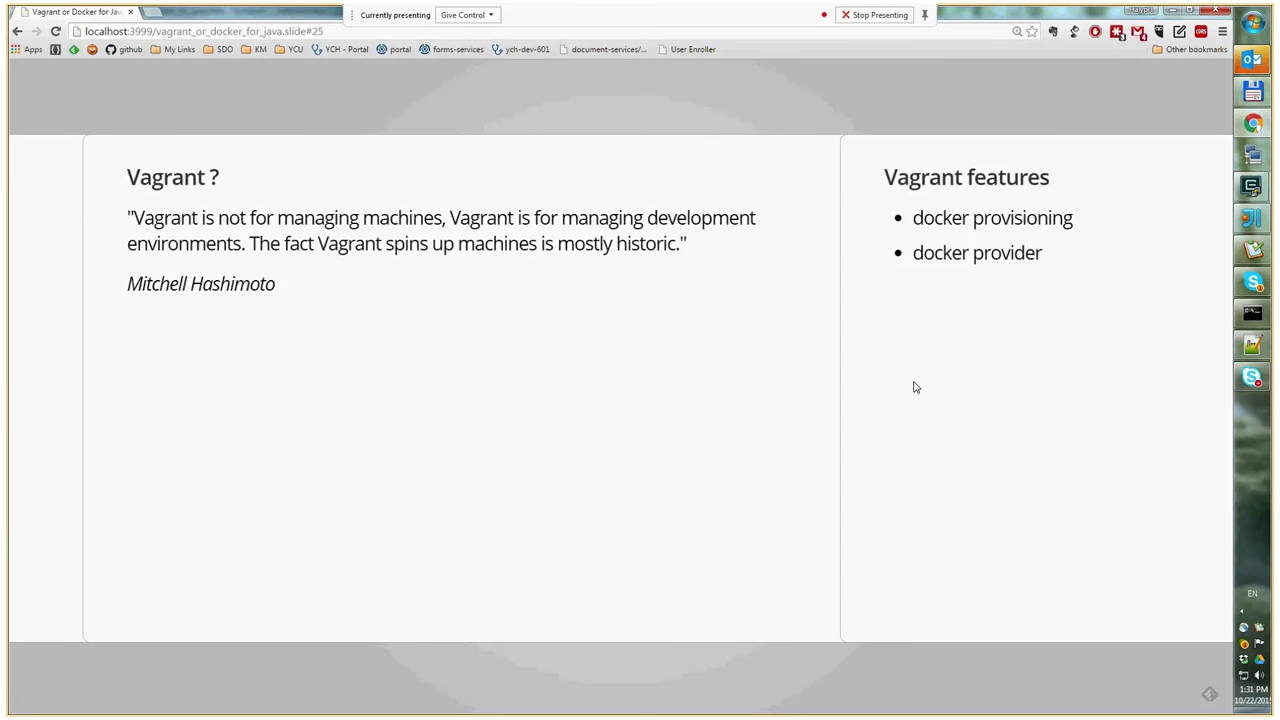 Vagrant or Docker for Java
Currently presenting
Give Control
Stop Presenting
localhost:3999/vagrant_or_docker_for_java.slide#25
Apps
github
My Links
SDO
KM
YCU
YCH - Portal
portal
forms-services
ych-dev-601
document-services/...
User Enroller
Other bookmarks
Vagrant ?
"Vagrant is not for managing machines, Vagrant is for managing development
environments. The fact Vagrant spins up machines is mostly historic."
Mitchell Hashimoto
Vagrant features
• docker provisioning
• docker provider
EN
1:31 PM
10/22/201